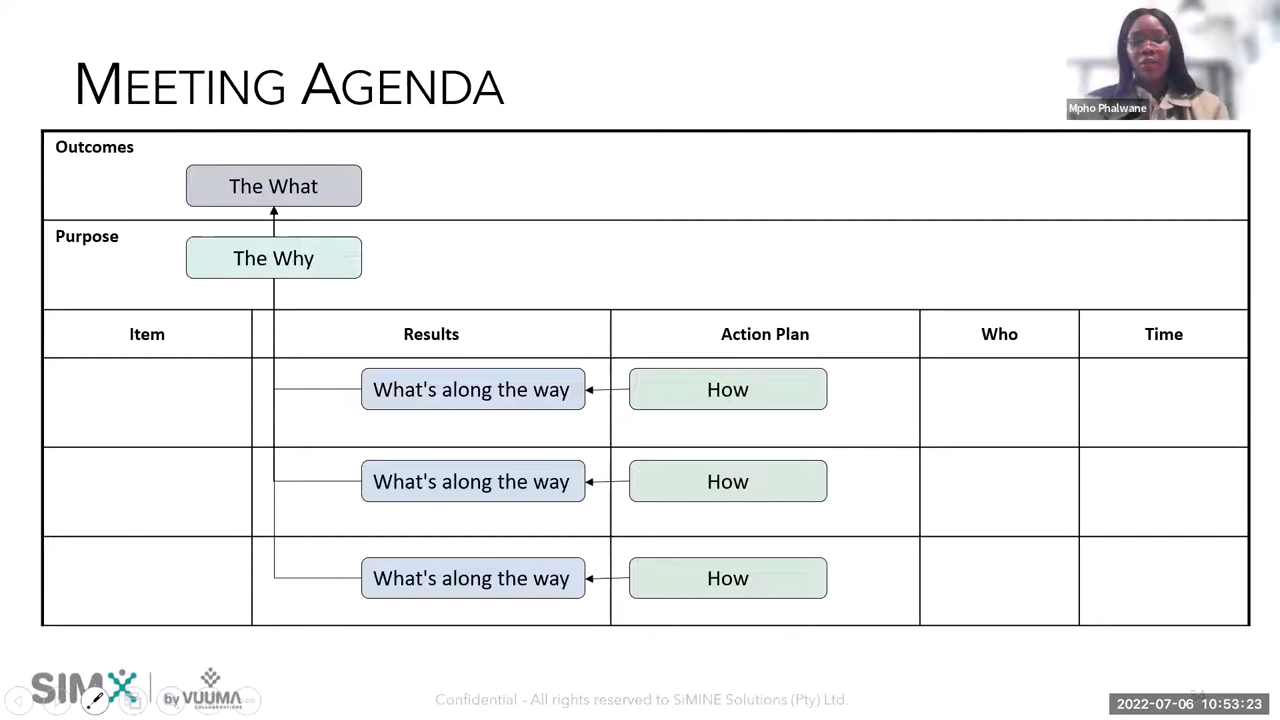 MEETING AGENDA
Mpho Phalwane
Outcomes
The What
Purpose
The Why
Item Results Action Plan Who Time
What's along the way How
What's along the way How
What's along the way How
SIMX by VUUMA
COLLABORATIONS
Confidential - All rights reserved to SiMINE Solutions (Pty) Ltd.
2022-07-06 10:53:23